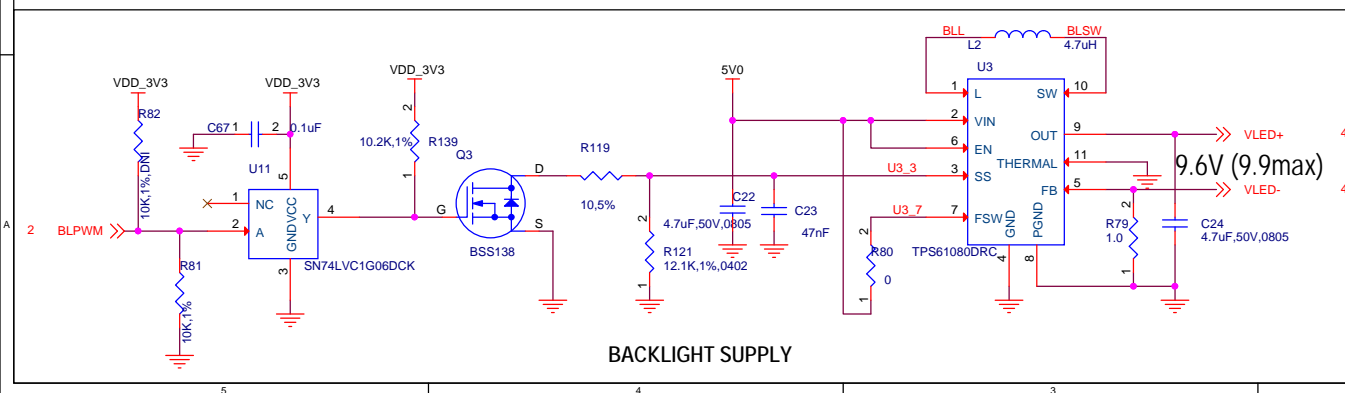 BLL
BLSW
L2
4.7uH
U3
VDD_3V3
VDD_3V3
VDD_3V3
5V0
R82
10K,1%,DNI
C67
1
2
0.1uF
U11
5
1
NC
VCC
2
A
Y
4
GND
3
SN74LVC1G06DCK
2 BLPWM
R81
10K,1%
2
10.2K,1%
R139
1
Q3
G
D
S
BSS138
R119
10,5%
2
R121
12.1K,1%,0402
1
C22
4.7uF,50V,0805
C23
47nF
U3_3
U3_7
2
R80
0
1
1
L
SW
10
2
VIN
6
EN
OUT
9
THERMAL
11
3
SS
FB
5
7
FSW
GND
PGND
4
8
TPS61080DRC
VLED+
4
9.6V (9.9max)
VLED-
4
2
R79
1.0
1
C24
4.7uF,50V,0805
BACKLIGHT SUPPLY
A
5
4
3